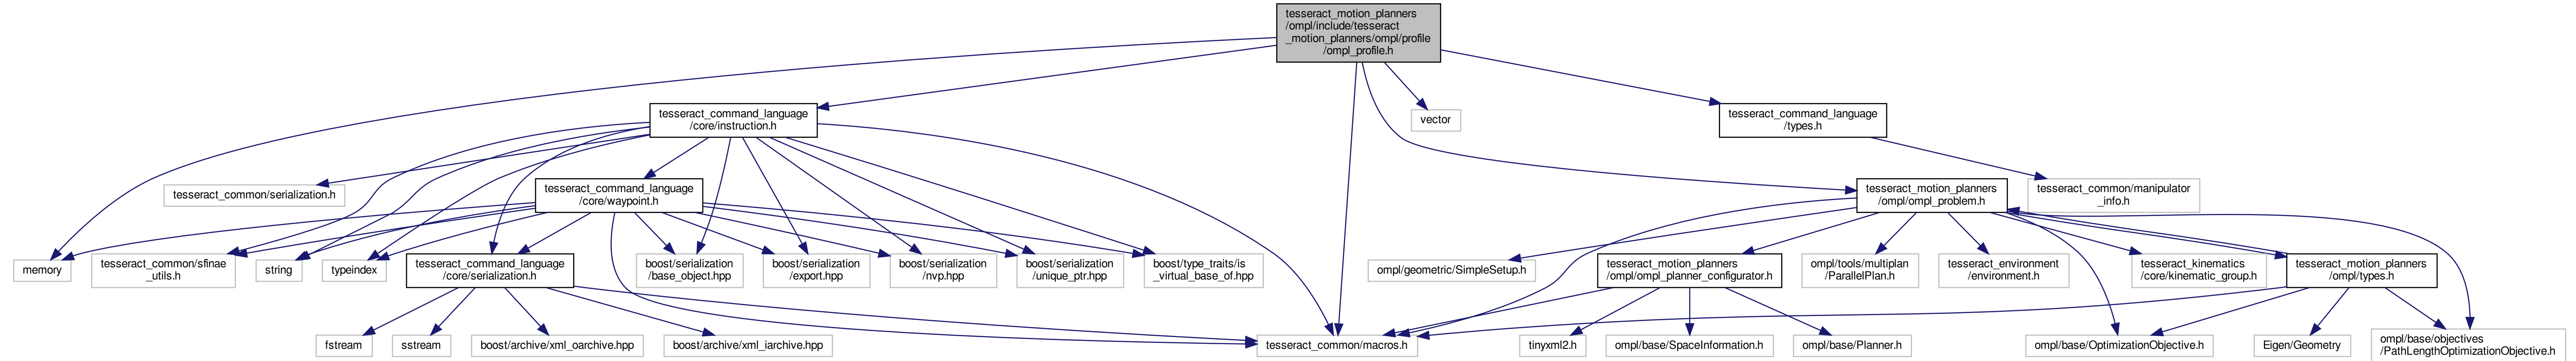 tesseract_motion_planners
/ompl/include/tesseract
_motion_planners/ompl/profile
/ompl_profile.h
tesseract_command_language
/core/instruction.h
vector
tesseract_command_language
/types.h
tesseract_common/serialization.h
tesseract_command_language
/core/waypoint.h
tesseract_motion_planners
/ompl/ompl_problem.h
tesseract_common/manipulator
_info.h
memory
tesseract_common/sfinae
_utils.h
string
typeindex
tesseract_command_language
/core/serialization.h
boost/serialization
/base_object.hpp
boost/serialization
/export.hpp
boost/serialization
/nvp.hpp
boost/serialization
/unique_ptr.hpp
boost/type_traits/is
_virtual_base_of.hpp
ompl/geometric/SimpleSetup.h
tesseract_motion_planners
/ompl/ompl_planner_configurator.h
ompl/tools/multiplan
/ParallelPlan.h
tesseract_environment
/environment.h
tesseract_kinematics
/core/kinematic_group.h
tesseract_motion_planners
/ompl/types.h
fstream
sstream
boost/archive/xml_oarchive.hpp
boost/archive/xml_iarchive.hpp
tesseract_common/macros.h
tinyxml2.h
ompl/base/SpaceInformation.h
ompl/base/Planner.h
ompl/base/OptimizationObjective.h
Eigen/Geometry
ompl/base/objectives
/PathLengthOptimizationObjective.h